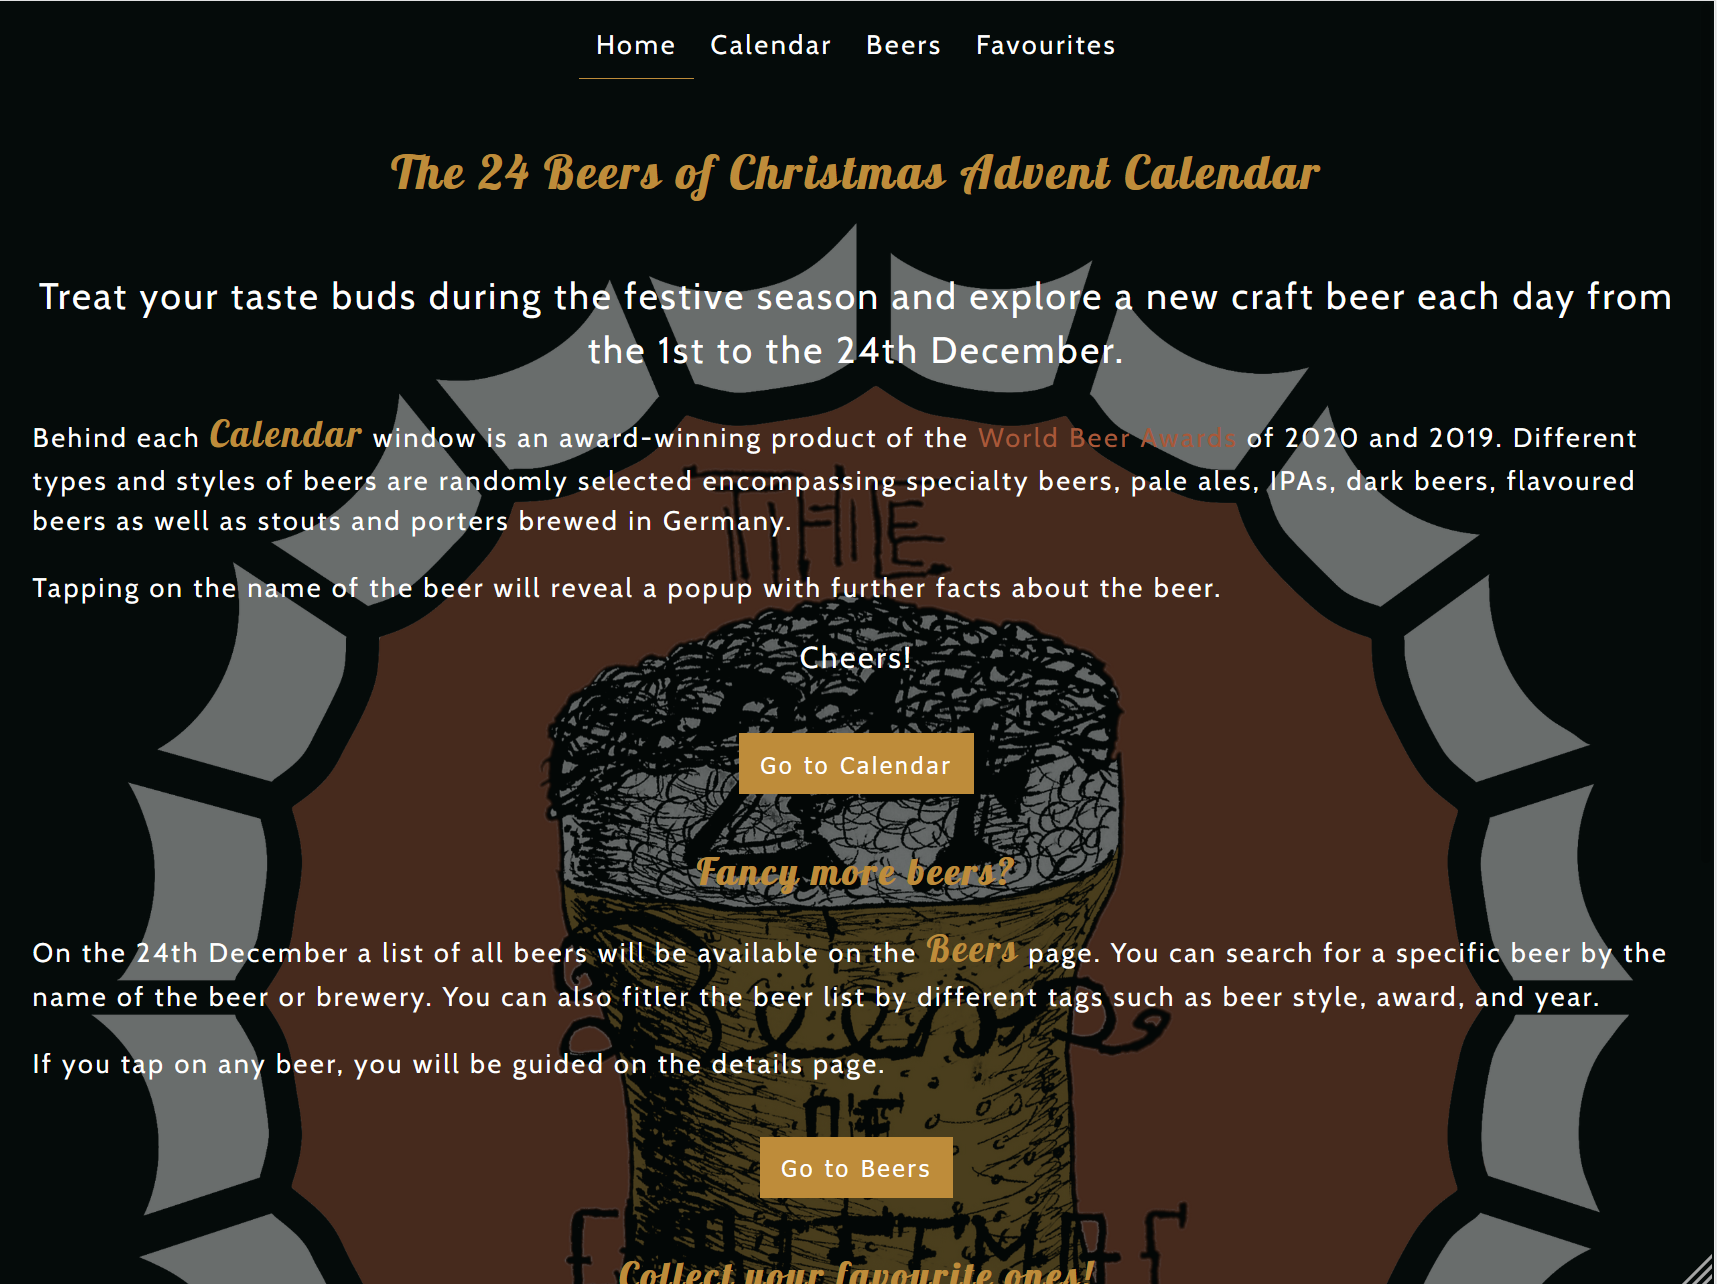 Home Calendar Beers Favourites
The 24 Beers of Christmas Advent Calendar
Treat your taste buds during the festive season and explore a new craft beer each day from
the 1st to the 24th December.
Behind each Calendar window is an award-winning product of the World Beer Awards of 2020 and 2019. Different
types and styles of beers are randomly selected encompassing specialty beers, pale ales, IPAs, dark beers, flavoured
beers as well as stouts and porters brewed in Germany.
THE
Tapping on the name of the beer will reveal a popup with further facts about the beer.
Cheers!
Go to Calendar
24
Fancy more beers?
On the 24th December a list of all beers will be available on the Beers page. You can search for a specific beer by the
name of the beer or brewery. You can also fitler the beer list by different tags such as beer style, award, and year.
Beers
If you tap on any beer, you will be guided on the details page.
OF
Go to Beers
Collect your favourite ones!